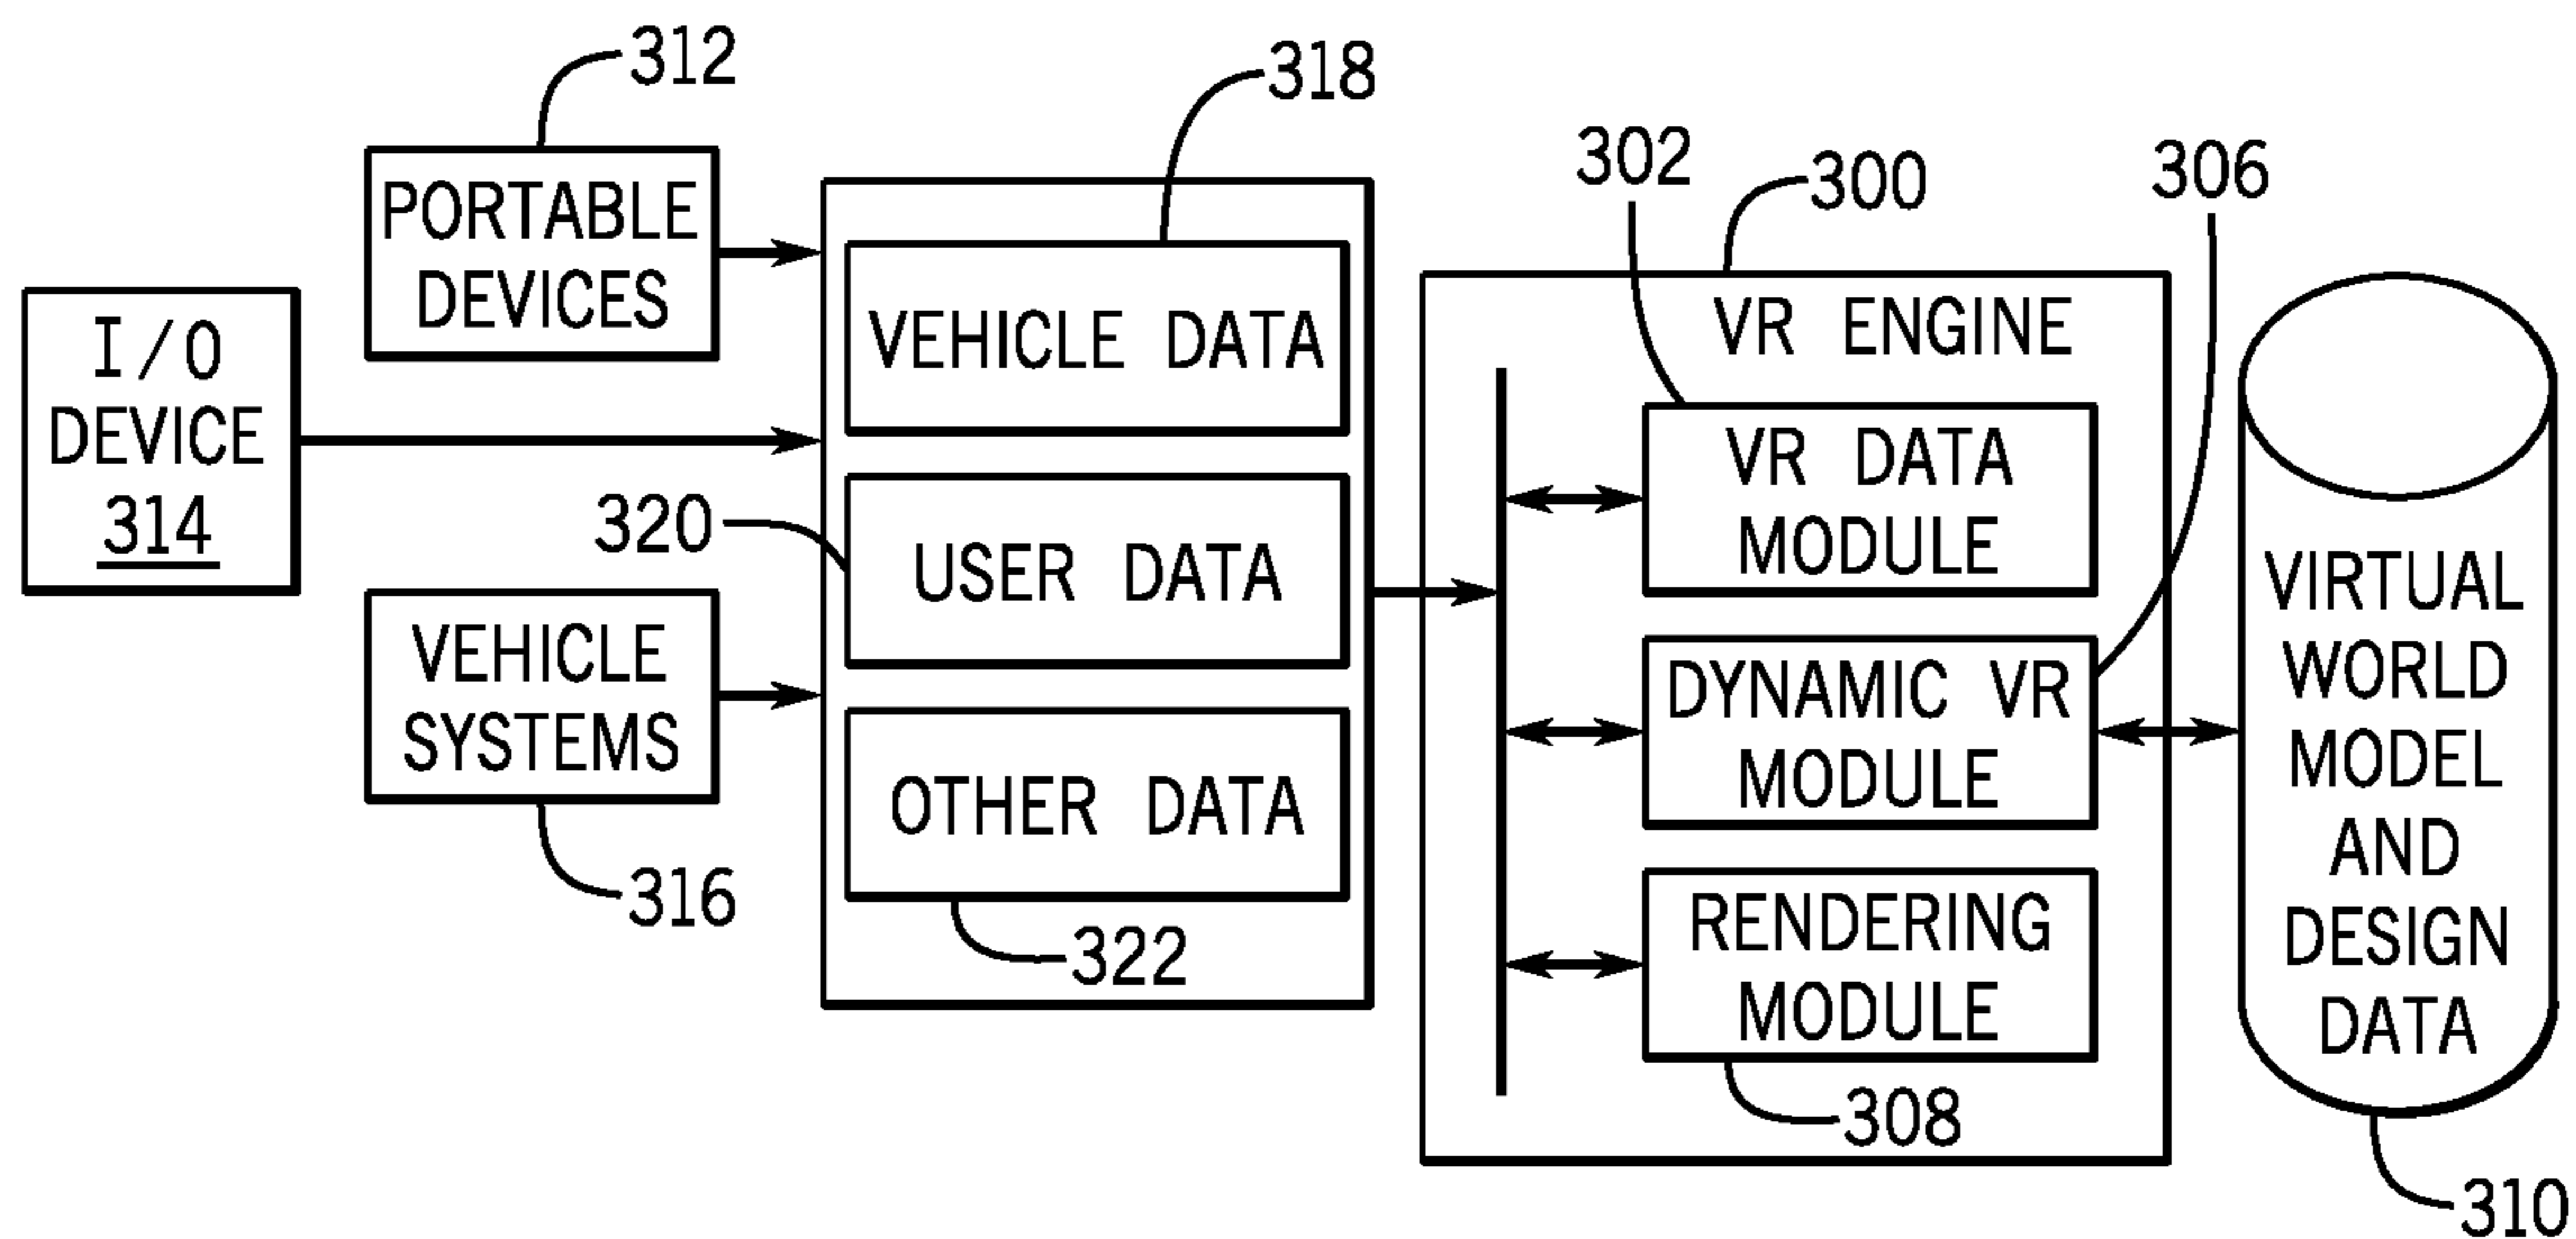 312
PORTABLE
DEVICES
I/O
DEVICE
314
VEHICLE
SYSTEMS
316
318
VEHICLE DATA
320
USER DATA
OTHER DATA
322
302
300
306
VR ENGINE
VR DATA
MODULE
DYNAMIC VR
MODULE
RENDERING
MODULE
308
VIRTUAL
WORLD
MODEL
AND
DESIGN
DATA
310